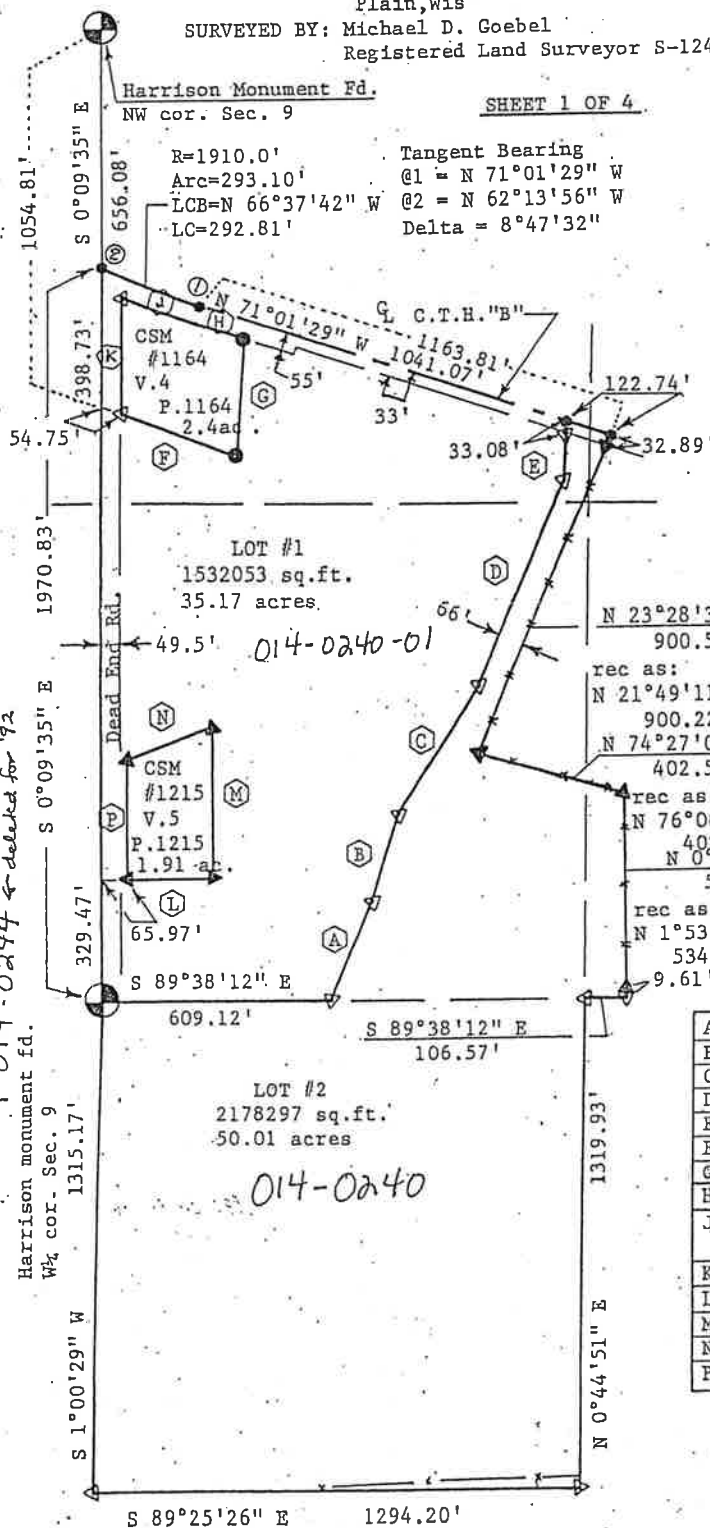 Plain,Wis
SURVEYED BY: Michael D. Goebel
Registered Land Surveyor S-124
Harrison Monument Fd.
NW cor. Sec. 9
SHEET 1 OF 4
R=1910.0'
Arc=293.10'
LCB=N 66°37'42" W
LC=292.81'
Tangent Bearing
@1 = N 71°01'29" W
@2 = N 62°13'56" W
Delta = 8°47'32"
1054.81'
S 0°09'35" E
656.08'
2
1
J
N 71°01'29" W
H
CL C.T.H."B"
1163.81'
1041.07'
55'
33'
122.74'
33.08'
32.89'
398.73'
K
CSM
#1164
V.4
P.1164
2.4ac.
G
F
54.75'
E
D
LOT #1
1532053 sq.ft.
35.17 acres
014-0240-01
66'
1970.83'
Dead End Rd.
49.5'
N 23°28'3
900.5
rec as:
N 21°49'11
900.22
N 74°27'0
402.5
rec as
N 76°08
40
N 0°
5
rec as
N 1°53
534
9.61'
C
N
CSM
#1215
V.5
P.1215
1.91 ac.
M
P
L
65.97'
B
A
S 0°09'35" E
329.47'
014-0244 deleted for '92
S 89°38'12" E
609.12'
S 89°38'12" E
106.57'
Harrison monument fd.
W¼ cor. Sec. 9
LOT #2
2178297 sq.ft.
50.01 acres
014-0240
1315.17'
1319.93'
S 1°00'29" W
N 0°44'51" E
S 89°25'26" E 1294.20'
A
C
H
J
K
L
M
N